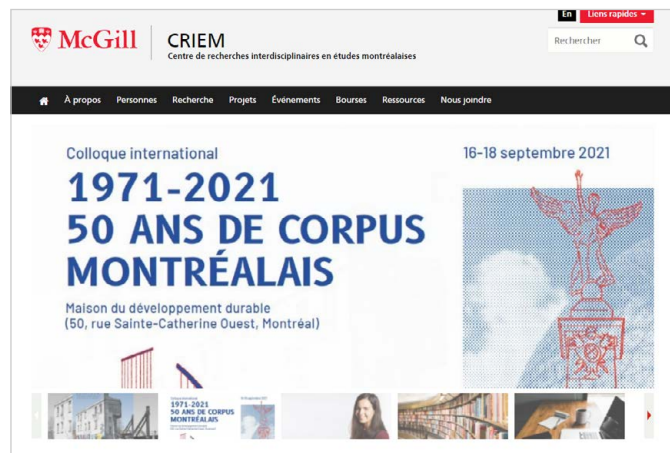 En Liens rapides
McGill
CRIEM
Centre de recherches interdisciplinaires en études montréalaises
Rechercher
À propos Personnes Recherche Projets Événements Bourses Ressources Nous joindre
Colloque international
16-18 septembre 2021
1971-2021
50 ANS DE CORPUS
MONTRÉALAIS
Maison du développement durable
(50, rue Sainte-Catherine Ouest, Montréal)
1971-2021
50 ANS DE CORPUS
MONTRÉALAIS